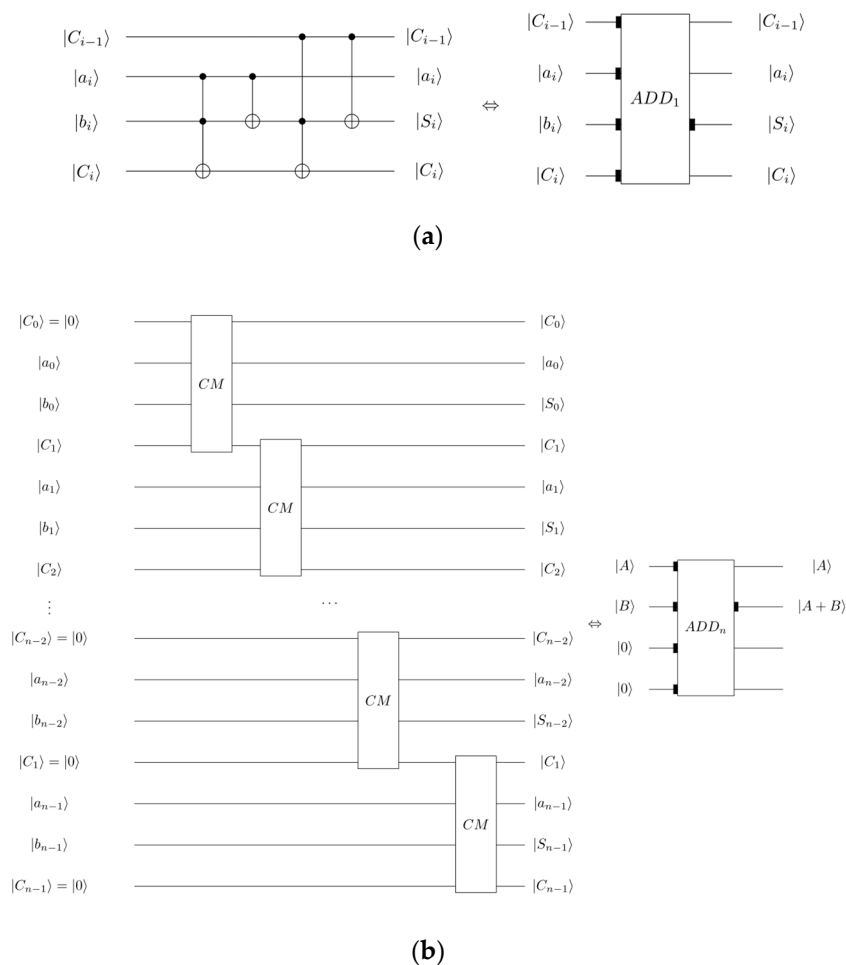 |C_{i−1}⟩ |C_{i−1}⟩ |C_{i−1}⟩ |C_{i−1}⟩
|a_i⟩ |a_i⟩ |a_i⟩ |a_i⟩
⇔ ADD_1
|b_i⟩ |S_i⟩ |b_i⟩ |S_i⟩
|C_i⟩ |C_i⟩ |C_i⟩ |C_i⟩
(a)
|C_0⟩ = |0⟩ |C_0⟩
|a_0⟩ |a_0⟩
CM
|b_0⟩ |S_0⟩
|C_1⟩ |C_1⟩
|a_1⟩ |a_1⟩
CM
|b_1⟩ |S_1⟩
|C_2⟩ |C_2⟩
|A⟩ |A⟩
⋮ ⋯
|B⟩ |A + B⟩
⇔ ADD_n
|C_{n−2}⟩ = |0⟩ |C_{n−2}⟩
|0⟩
|a_{n−2}⟩ |a_{n−2}⟩
|0⟩
CM
|b_{n−2}⟩ |S_{n−2}⟩
|C_1⟩ = |0⟩ |C_1⟩
|a_{n−1}⟩ |a_{n−1}⟩
CM
|b_{n−1}⟩ |S_{n−1}⟩
|C_{n−1}⟩ = |0⟩ |C_{n−1}⟩
(b)